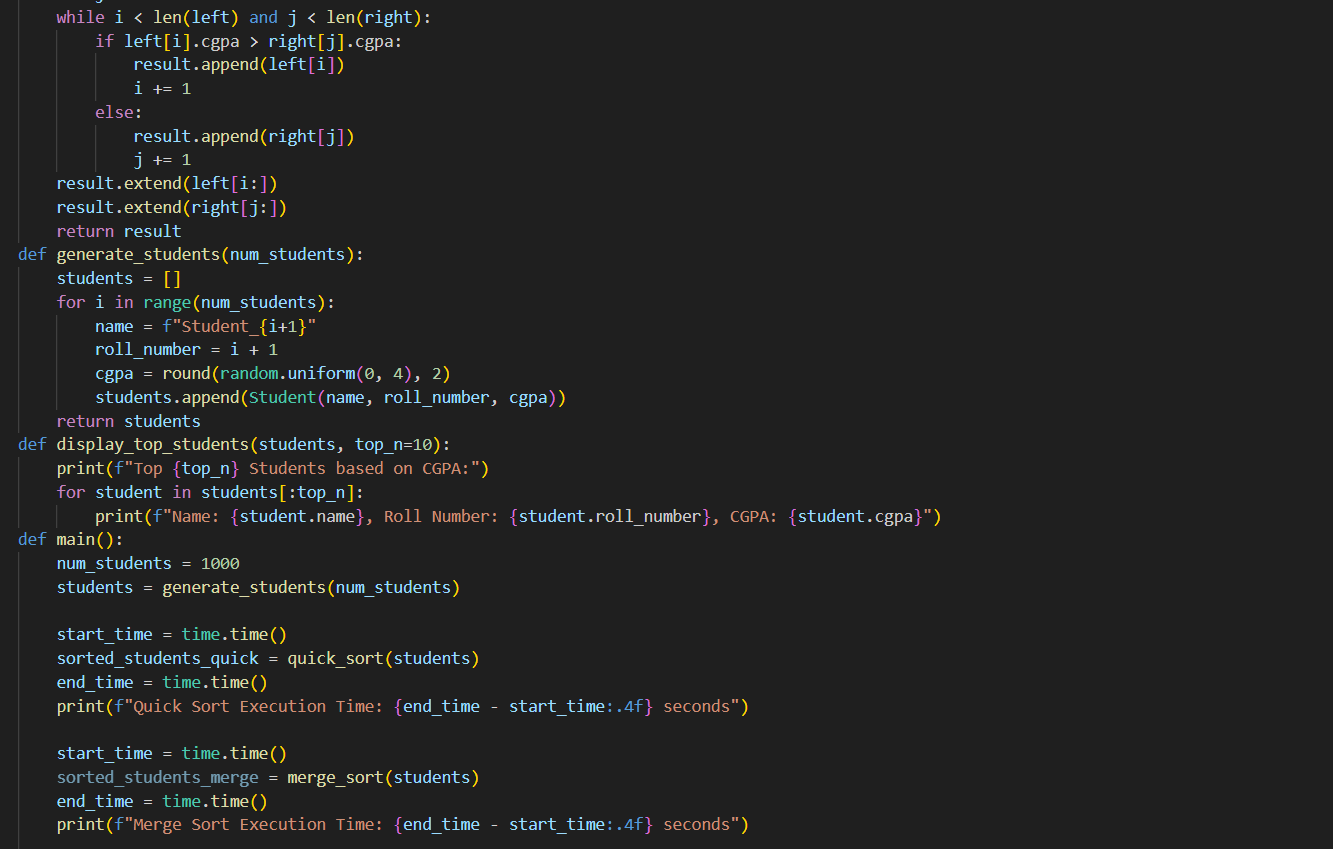 while i < len(left) and j < len(right):
        if left[i].cgpa > right[j].cgpa:
            result.append(left[i])
            i += 1
        else:
            result.append(right[j])
            j += 1
    result.extend(left[i:])
    result.extend(right[j:])
    return result
def generate_students(num_students):
    students = []
    for i in range(num_students):
        name = f"Student_{i+1}"
        roll_number = i + 1
        cgpa = round(random.uniform(0, 4), 2)
        students.append(Student(name, roll_number, cgpa))
    return students
def display_top_students(students, top_n=10):
    print(f"Top {top_n} Students based on CGPA:")
    for student in students[:top_n]:
        print(f"Name: {student.name}, Roll Number: {student.roll_number}, CGPA: {student.cgpa}")
def main():
    num_students = 1000
    students = generate_students(num_students)

    start_time = time.time()
    sorted_students_quick = quick_sort(students)
    end_time = time.time()
    print(f"Quick Sort Execution Time: {end_time - start_time:.4f} seconds")

    start_time = time.time()
    sorted_students_merge = merge_sort(students)
    end_time = time.time()
    print(f"Merge Sort Execution Time: {end_time - start_time:.4f} seconds")